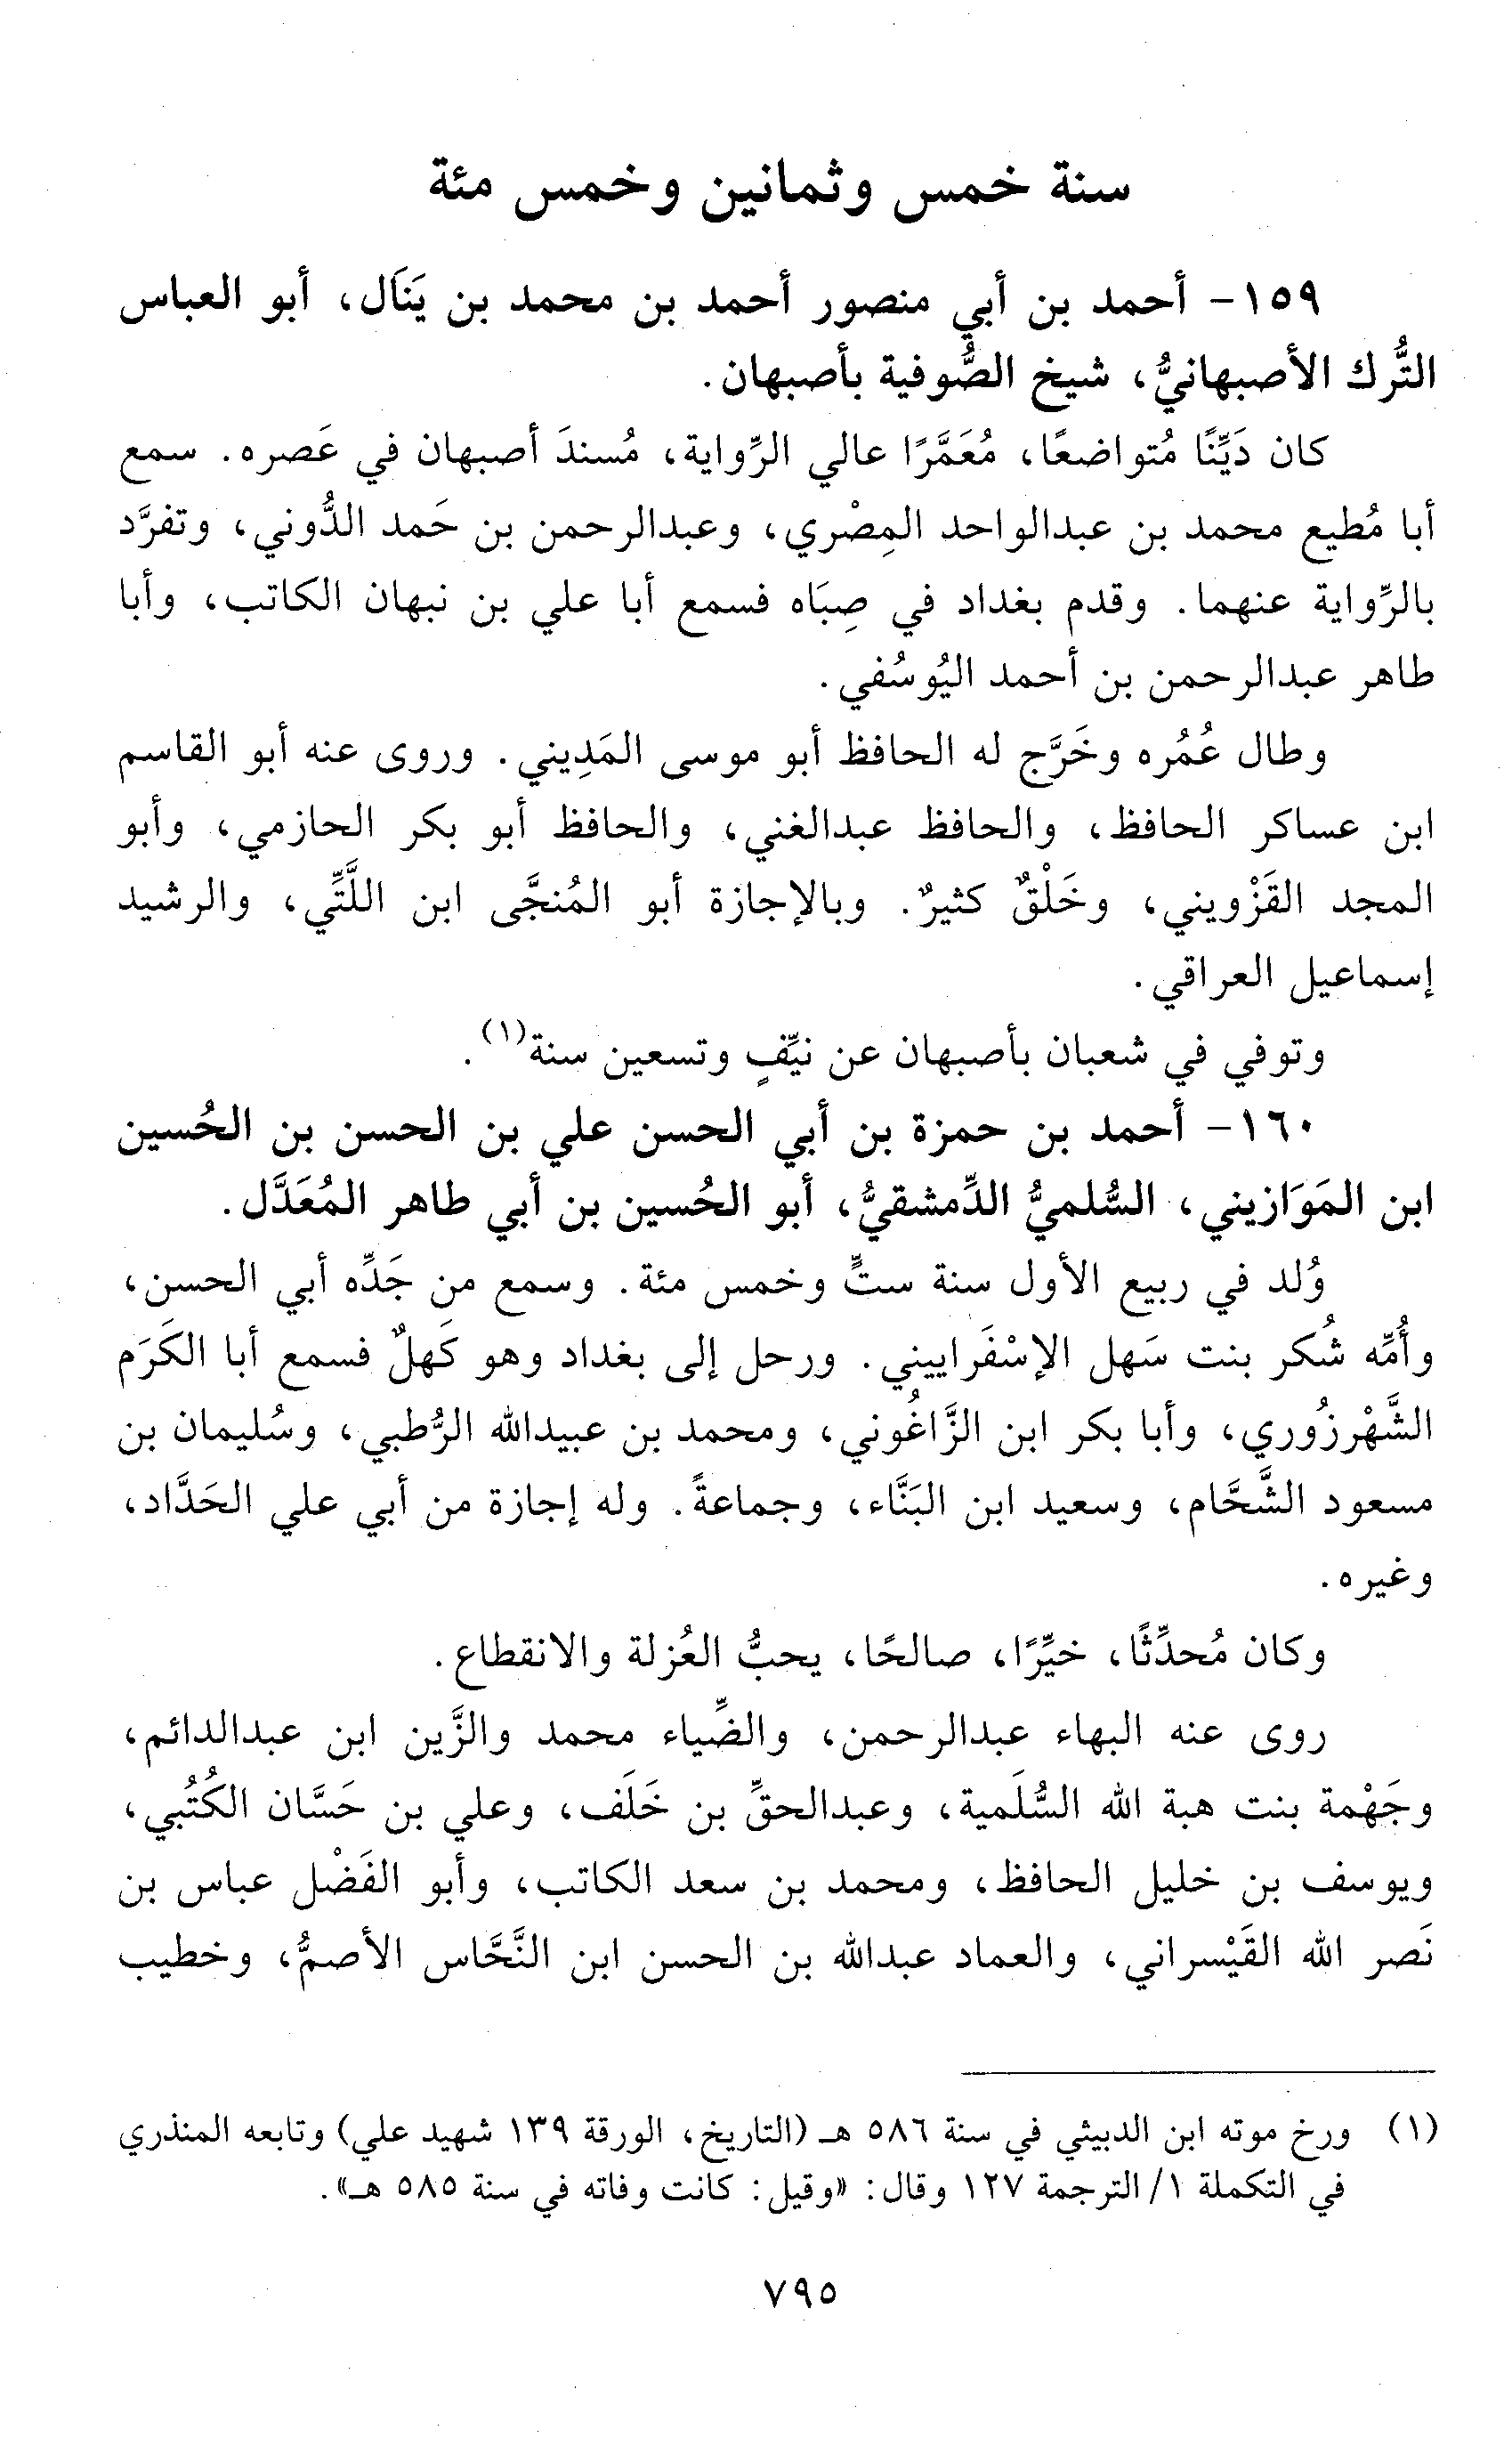 سنة خمس وثمانين وخمس مئة
١٥٩- أحمد بن أبي منصور أحمد بن محمد بن يَنَال، أبو العباس
التُّرك الأصبهانيُّ، شيخ الصُّوفية بأصبهان.
كان دَيِّنًا مُتواضعًا، مُعَمَّرًا عالي الرِّواية، مُسندَ أصبهان في عَصره. سمع
أبا مُطيع محمد بن عبدالواحد المِصْري، وعبدالرحمن بن حَمد الدُّوني، وتفرَّد
بالرِّواية عنهما. وقدم بغداد في صِبَاه فسمع أبا علي بن نبهان الكاتب، وأبا
طاهر عبدالرحمن بن أحمد اليُوسُفي.
وطال عُمُره وخَرَّج له الحافظ أبو موسى المَدِيني. وروى عنه أبو القاسم
ابن عساكر الحافظ، والحافظ عبدالغني، والحافظ أبو بكر الحازمي، وأبو
المجد القَزْويني، وخَلْقٌ كثيرٌ. وبالإجازة أبو المُنجَّى ابن اللَّتِّي، والرشيد
إسماعيل العراقي.
وتوفي في شعبان بأصبهان عن نيِّفٍ وتسعين سنة(١).
١٦٠- أحمد بن حمزة بن أبي الحسن علي بن الحسن بن الحُسين
ابن المَوَازيني، السُّلميُّ الدِّمشقيُّ، أبو الحُسين بن أبي طاهر المُعَدَّل.
وُلد في ربيع الأول سنة ستٍّ وخمس مئة. وسمع من جَدِّه أبي الحسن،
وأُمِّه شُكر بنت سَهل الإسْفَراييني. ورحل إلى بغداد وهو كَهلٌ فسمع أبا الكَرَم
الشَّهْرزُوري، وأبا بكر ابن الزَّاغُوني، ومحمد بن عبيدالله الرُّطبي، وسُليمان بن
مسعود الشَّحَّام، وسعيد ابن البَنَّاء، وجماعةً. وله إجازة من أبي علي الحَدَّاد،
وغيره.
وكان مُحدِّثًا، خيِّرًا، صالحًا، يحبُّ العُزلة والانقطاع.
روى عنه البهاء عبدالرحمن، والضِّياء محمد والزَّين ابن عبدالدائم،
وجَهْمة بنت هبة الله السُّلَمية، وعبدالحقِّ بن خَلَف، وعلي بن حَسَّان الكُتُبي،
ويوسف بن خليل الحافظ، ومحمد بن سعد الكاتب، وأبو الفَضْل عباس بن
نَصر الله القَيْسراني، والعماد عبدالله بن الحسن ابن النَّحَّاس الأصمُّ، وخطيب
(١) ورخ موته ابن الدبيثي في سنة ٥٨٦ هـ (التاريخ، الورقة ١٣٩ شهيد علي) وتابعه المنذري
في التكملة ١/ الترجمة ١٢٧ وقال: «وقيل: كانت وفاته في سنة ٥٨٥ هـ».
٧٩٥